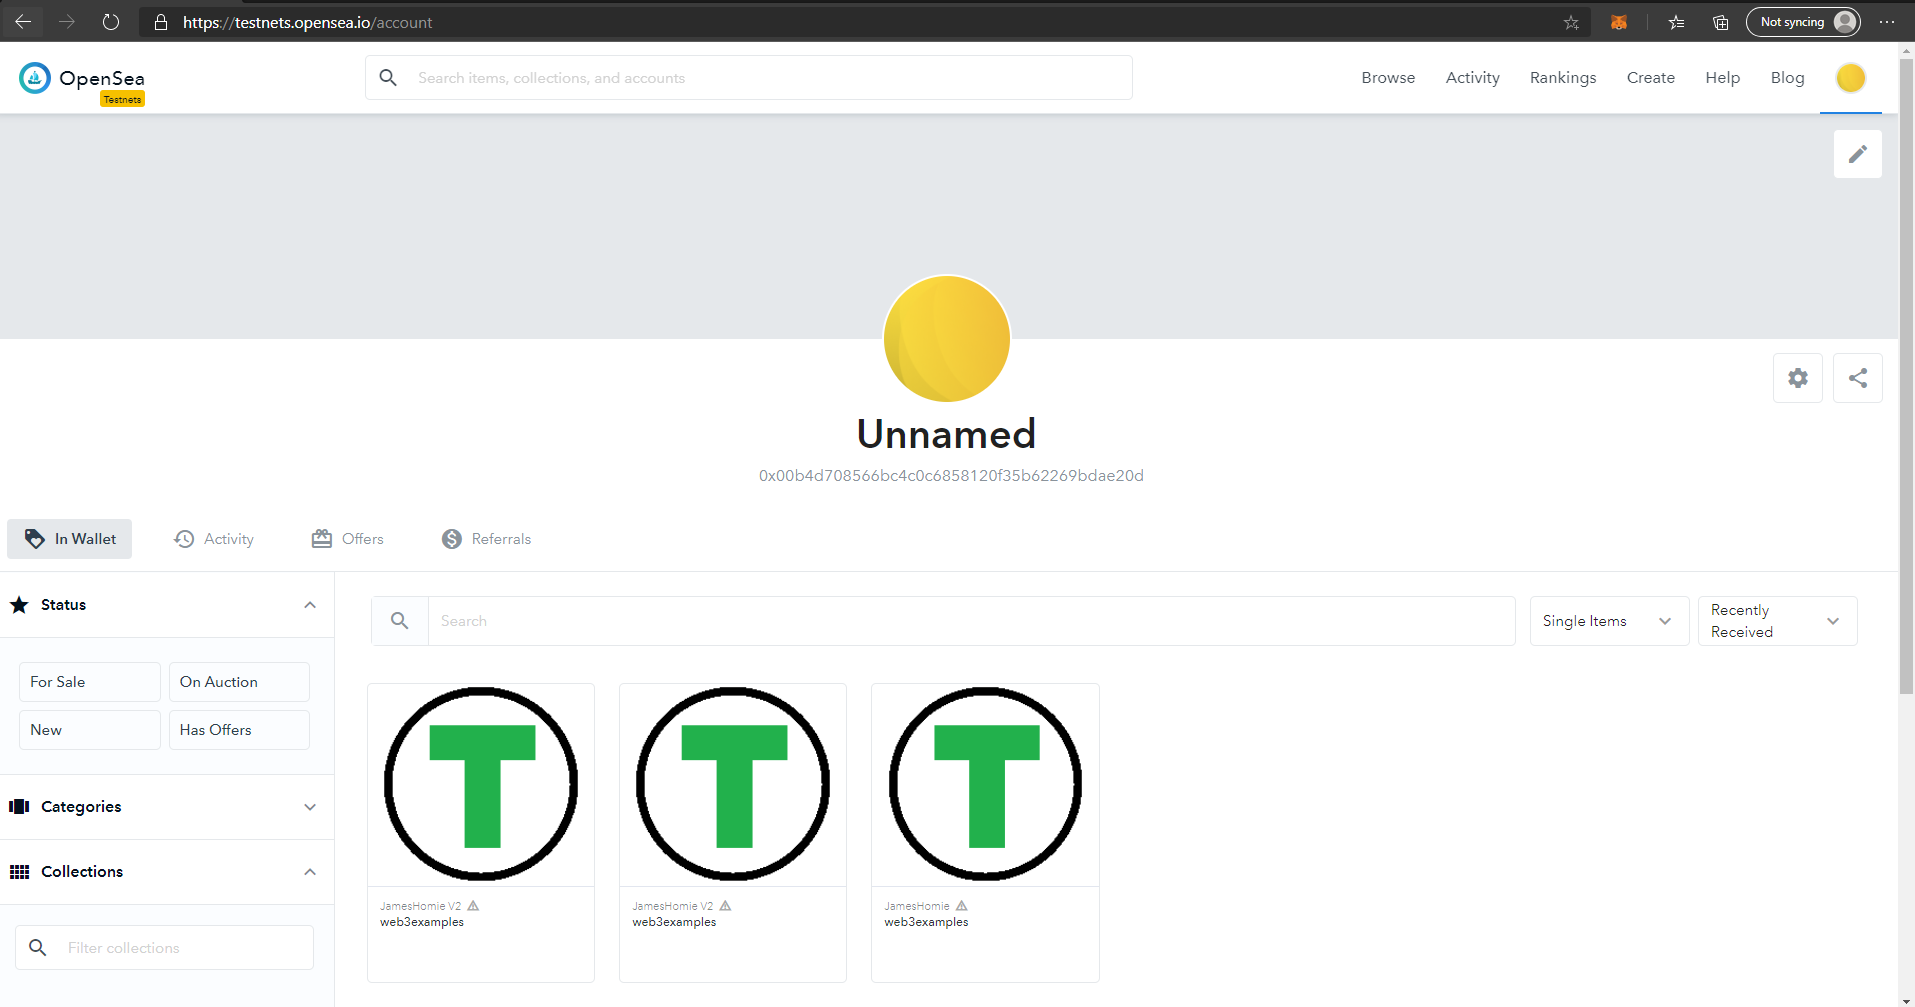 https://testnets.opensea.io/account
Not syncing
OpenSea
Testnets
Search items, collections, and accounts
Browse
Activity
Rankings
Create
Help
Blog
Unnamed
0x00b4d708566bc4c0c6858120f35b62269bdae20d
In Wallet
Activity
Offers
Referrals
Status
For Sale
On Auction
New
Has Offers
Categories
Collections
Filter collections
Search
Single Items
Recently
Received
T
JamesHomie V2
web3examples
T
JamesHomie V2
web3examples
T
JamesHomie
web3examples